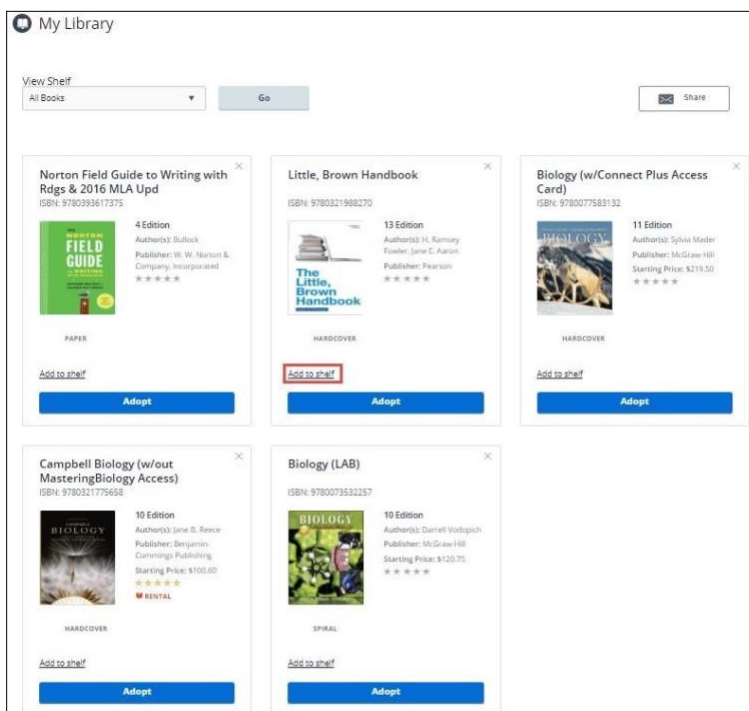 My Library
View Shelf
All Books
Go
Share
Norton Field Guide to Writing with
Rdgs & 2016 MLA Upd
ISBN: 9780393617375
NORTON
FIELD
GUIDE
4 Edition
Author(s): Bullock
Publisher: W. W. Norton &
Company, Incorporated
PAPER
Add to shelf
Adopt
Little, Brown Handbook
ISBN: 9780321988270
The
Little,
Brown
Handbook
13 Edition
Author(s): H. Ramsey
Fowler, Jane E. Aaron
Publisher: Pearson
HARDCOVER
Add to shelf
Adopt
Biology (w/Connect Plus Access
Card)
ISBN: 9780077583132
BIOLOGY
11 Edition
Author(s): Sylvia Mader
Publisher: McGraw-Hill
Starting Price: $219.50
HARDCOVER
Add to shelf
Adopt
Campbell Biology (w/out
MasteringBiology Access)
ISBN: 9780321775658
CAMPBELL
BIOLOGY
10 Edition
Author(s): Jane B. Reece
Publisher: Benjamin-
Cummings Publishing
Starting Price: $100.60
RENTAL
HARDCOVER
Add to shelf
Adopt
Biology (LAB)
ISBN: 9780073532257
BIOLOGY
10 Edition
Author(s): Darrell Vodopich
Publisher: McGraw-Hill
Starting Price: $120.75
SPIRAL
Add to shelf
Adopt